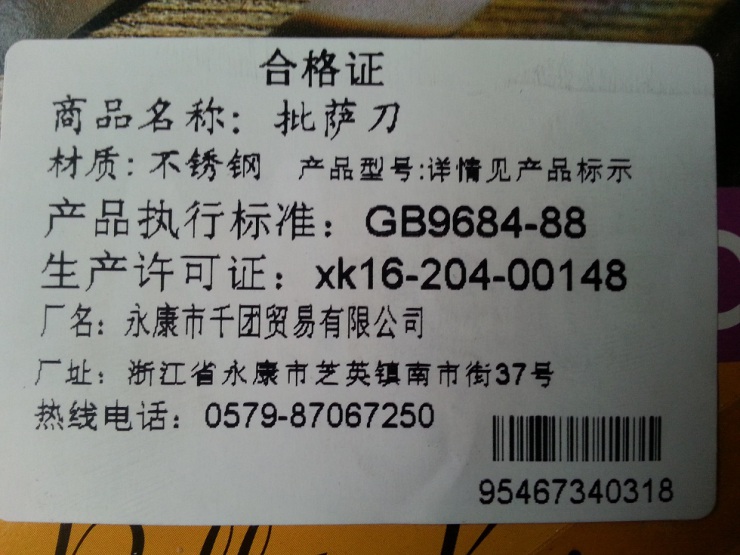 合格证
商品名称：批萨刀
材质：不锈钢 产品型号:详情见产品标示
产品执行标准：GB9684-88
生产许可证：xk16-204-00148
厂名：永康市千团贸易有限公司
厂址：浙江省永康市芝英镇南市街37号
热线电话：0579-87067250
95467340318